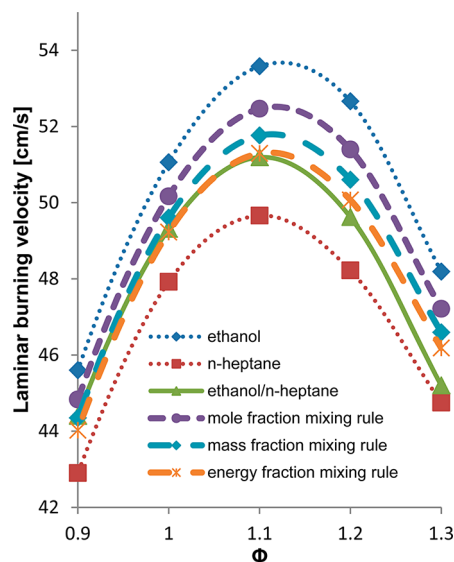 Laminar burning velocity [cm/s]
54
52
50
48
46
44
42
ethanol
n-heptane
ethanol/n-heptane
mole fraction mixing rule
mass fraction mixing rule
energy fraction mixing rule
0.9 1 1.1 1.2 1.3
Φ